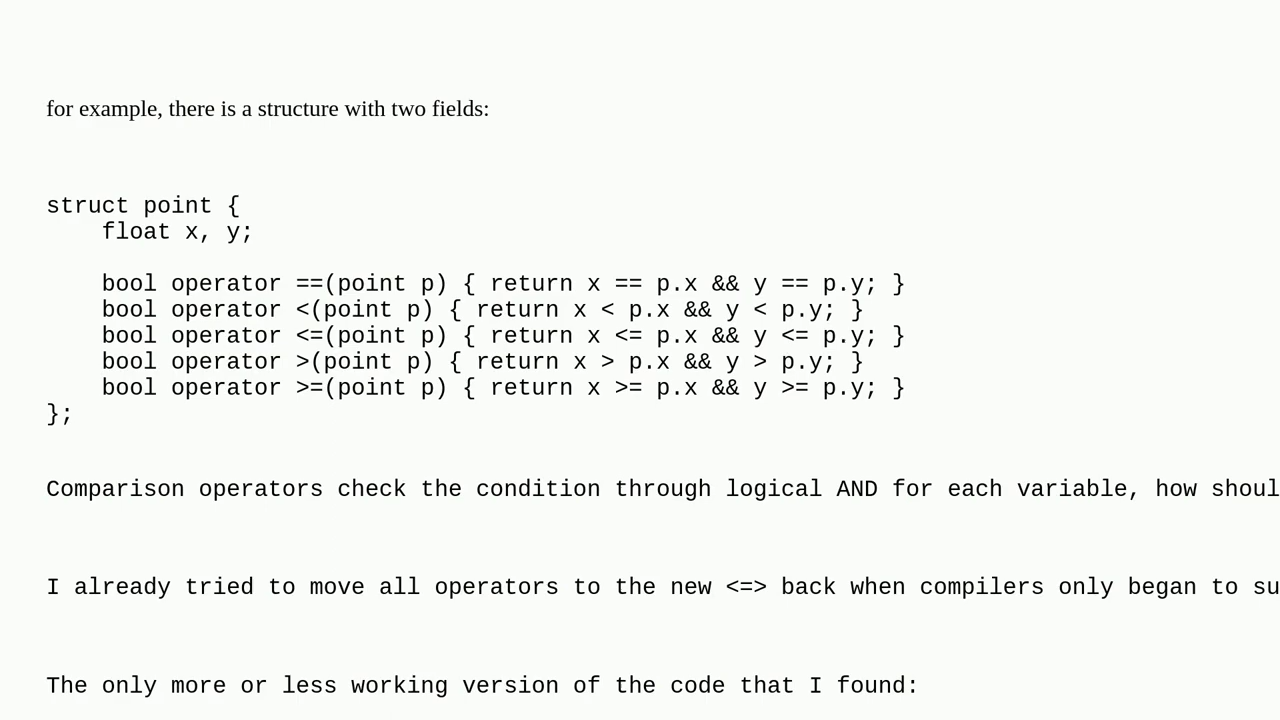 for example, there is a structure with two fields:
struct point {
    float x, y;
    bool operator ==(point p) { return x == p.x && y == p.y; }
    bool operator <(point p) { return x < p.x && y < p.y; }
    bool operator <=(point p) { return x <= p.x && y <= p.y; }
    bool operator >(point p) { return x > p.x && y > p.y; }
    bool operator >=(point p) { return x >= p.x && y >= p.y; }
};
Comparison operators check the condition through logical AND for each variable, how shoul
I already tried to move all operators to the new <=> back when compilers only began to su
The only more or less working version of the code that I found: